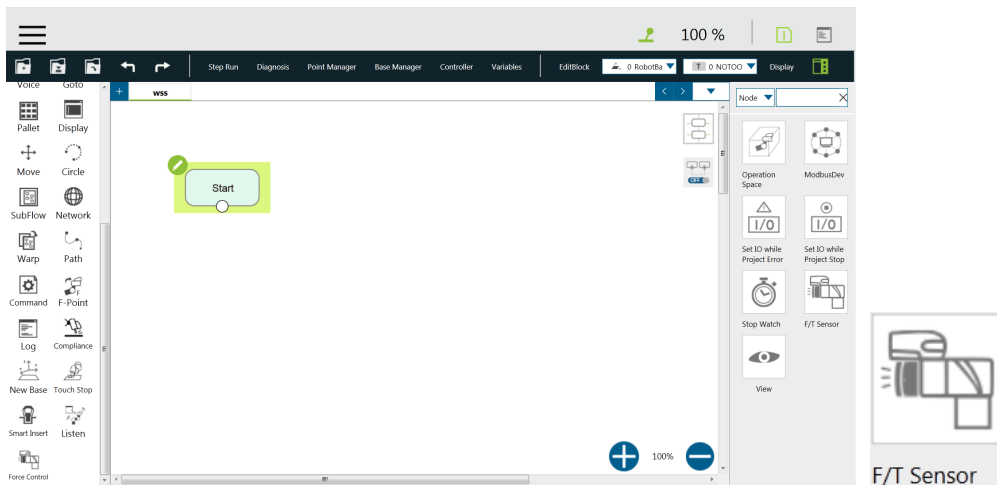 100 %
Step Run Diagnosis Point Manager Base Manager Controller Variables EditBlock 0 RobotBa T 0 NOTOO Display
Voice Goto
+ wss < >
Node
Pallet Display
Move Circle
SubFlow Network
Warp Path
Command F-Point
Log Compliance
New Base Touch Stop
Smart Insert Listen
Force Control
Start
OFF
Operation
Space
ModbusDev
I/O I/O
Set IO while
Project Error
Set IO while
Project Stop
Stop Watch F/T Sensor
View
100%
F/T Sensor